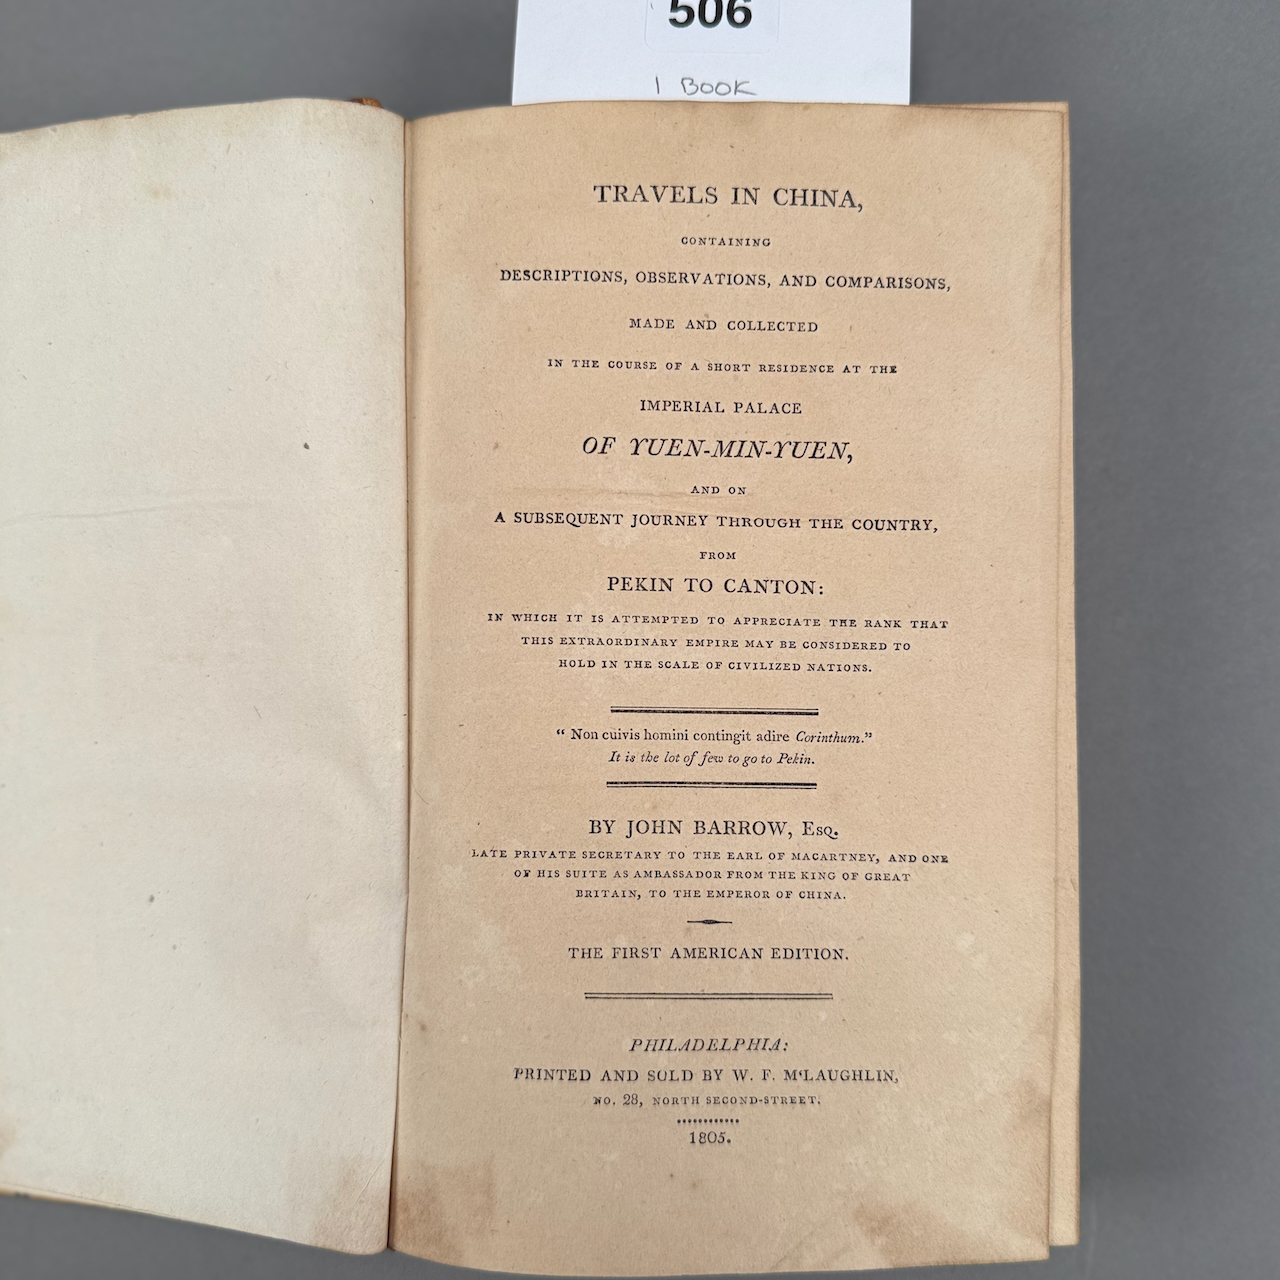 506
1 BOOK
TRAVELS IN CHINA,
CONTAINING
DESCRIPTIONS, OBSERVATIONS, AND COMPARISONS,
MADE AND COLLECTED
IN THE COURSE OF A SHORT RESIDENCE AT THE
IMPERIAL PALACE
OF YUEN-MIN-YUEN,
AND ON
A SUBSEQUENT JOURNEY THROUGH THE COUNTRY,
FROM
PEKIN TO CANTON:
IN WHICH IT IS ATTEMPTED TO APPRECIATE THE RANK THAT
THIS EXTRAORDINARY EMPIRE MAY BE CONSIDERED TO
HOLD IN THE SCALE OF CIVILIZED NATIONS.
“ Non cuivis homini contingit adire Corinthum.”
It is the lot of few to go to Pekin.
BY JOHN BARROW, Esq.
LATE PRIVATE SECRETARY TO THE EARL OF MACARTNEY, AND ONE
OF HIS SUITE AS AMBASSADOR FROM THE KING OF GREAT
BRITAIN, TO THE EMPEROR OF CHINA.
THE FIRST AMERICAN EDITION.
PHILADELPHIA:
PRINTED AND SOLD BY W. F. M‘LAUGHLIN,
NO. 28, NORTH SECOND-STREET.
1805.